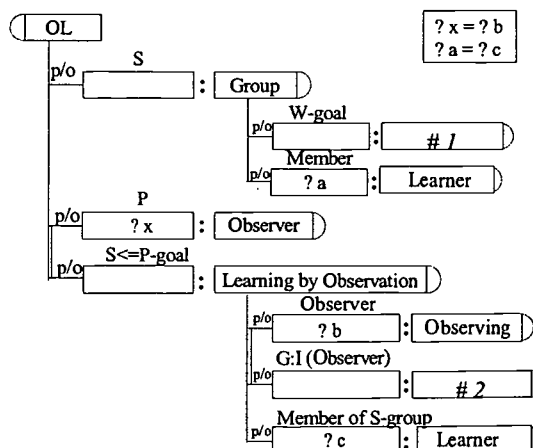 OL
? x = ? b
? a = ? c
S
p/o : Group
W-goal
p/o : # 1
Member
p/o ? a : Learner
P
p/o ? x : Observer
S<=P-goal
p/o : Learning by Observation
Observer
p/o ? b : Observing
G:I (Observer)
p/o : # 2
Member of S-group
p/o ? c : Learner